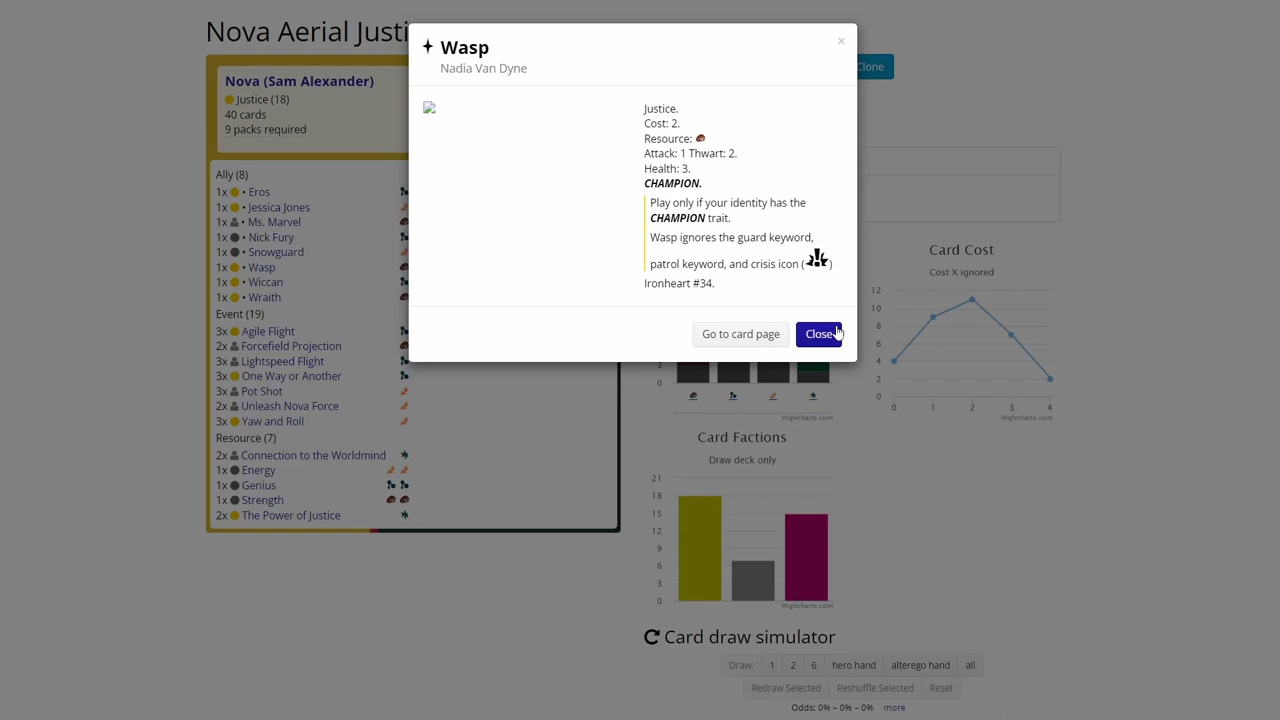 Nova Aerial Justi
Clone
Nova (Sam Alexander)
Justice (18)
40 cards
9 packs required
Ally (8)
1x • Eros
1x • Jessica Jones
1x • Ms. Marvel
1x • Nick Fury
1x • Snowguard
1x • Wasp
1x • Wiccan
1x • Wraith
Event (19)
3x Agile Flight
2x Forcefield Projection
3x Lightspeed Flight
3x One Way or Another
3x Pot Shot
2x Unleash Nova Force
3x Yaw and Roll
Resource (7)
2x Connection to the Worldmind
1x Energy
1x Genius
1x Strength
2x The Power of Justice
Wasp
×
Nadia Van Dyne
Justice.
Cost: 2.
Resource:
Attack: 1 Thwart: 2.
Health: 3.
CHAMPION.
Play only if your identity has the
CHAMPION trait.
Wasp ignores the guard keyword,
patrol keyword, and crisis icon ( )
Ironheart #34.
Go to card page
Close
3
0
Highcharts.com
Card Cost
Cost X ignored
12
10
8
6
4
2
0
0 1 2 3 4
Highcharts.com
Card Factions
Draw deck only
21
18
15
12
9
6
3
0
Highcharts.com
Card draw simulator
Draw: 1 2 6 hero hand alterego hand all
Redraw Selected Reshuffle Selected Reset
Odds: 0% – 0% – 0% more